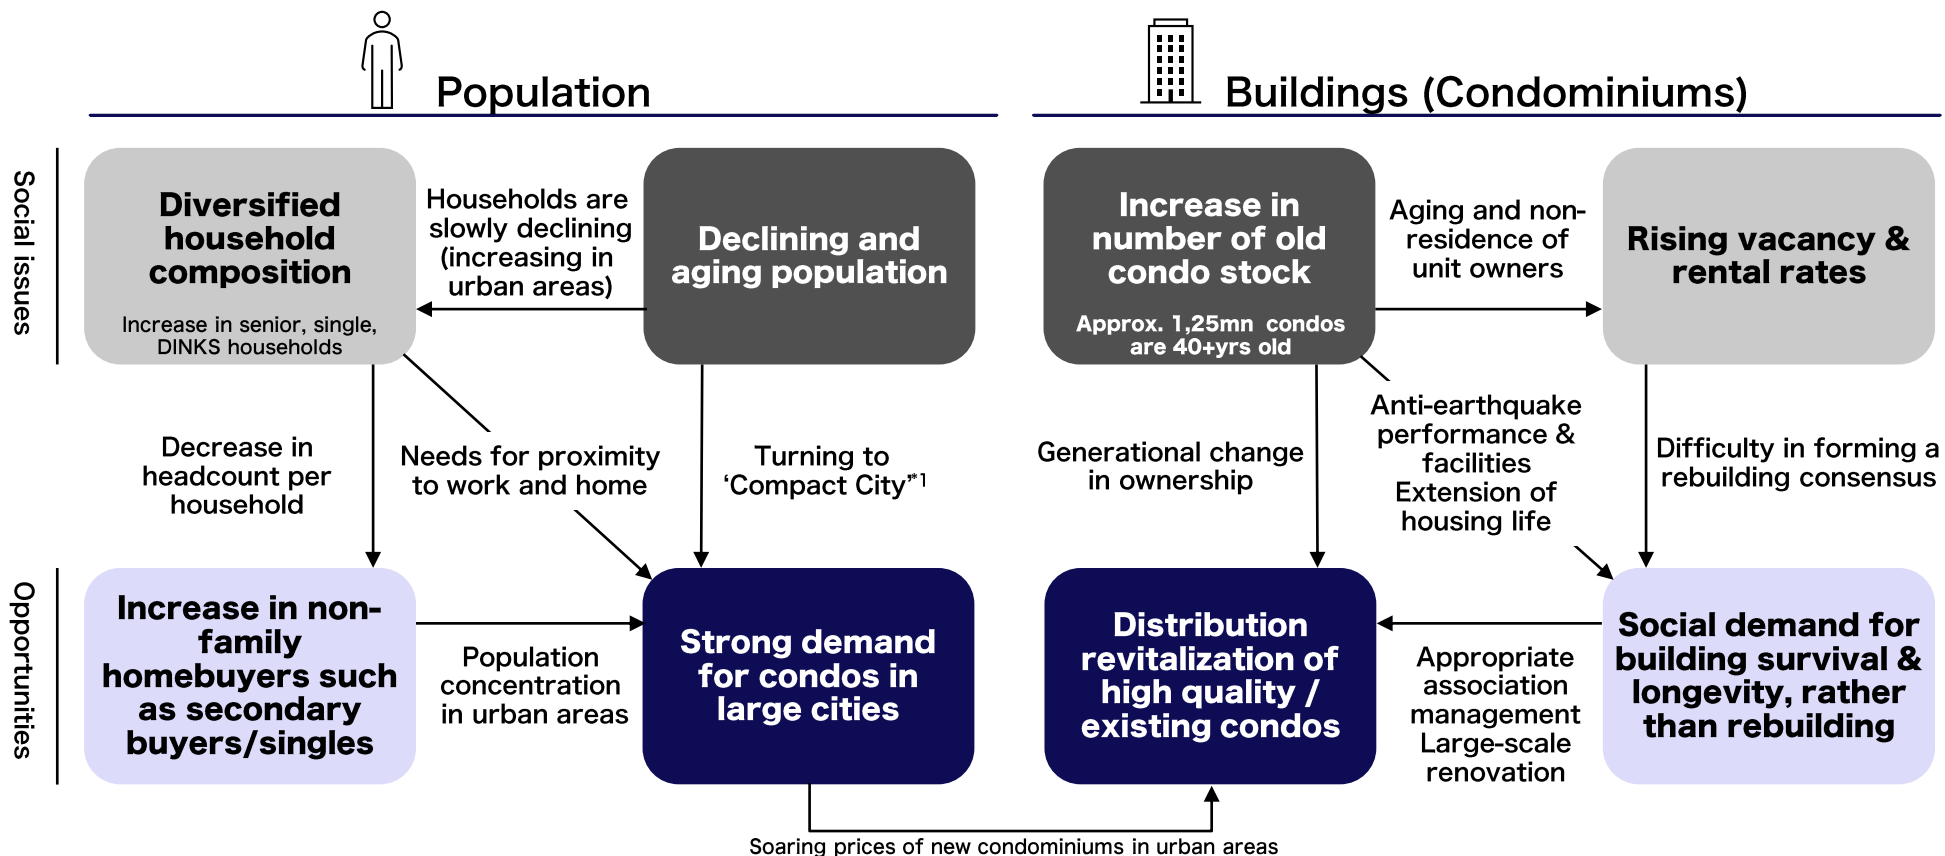 Population
Buildings (Condominiums)
Social issues
Diversified
household
composition
Increase in senior, single,
DINKS households
Households are
slowly declining
(increasing in
urban areas)
Declining and
aging population
Increase in
number of old
condo stock
Approx. 1,25mn condos
are 40+yrs old
Aging and non-
residence of
unit owners
Rising vacancy &
rental rates
Decrease in
headcount per
household
Needs for proximity
to work and home
Turning to
‘Compact City’*1
Generational change
in ownership
Anti-earthquake
performance &
facilities
Extension of
housing life
Difficulty in forming a
rebuilding consensus
Opportunities
Increase in non-
family
homebuyers such
as secondary
buyers/singles
Population
concentration
in urban areas
Strong demand
for condos in
large cities
Distribution
revitalization of
high quality /
existing condos
Appropriate
association
management
Large-scale
renovation
Social demand for
building survival &
longevity, rather
than rebuilding
Soaring prices of new condominiums in urban areas